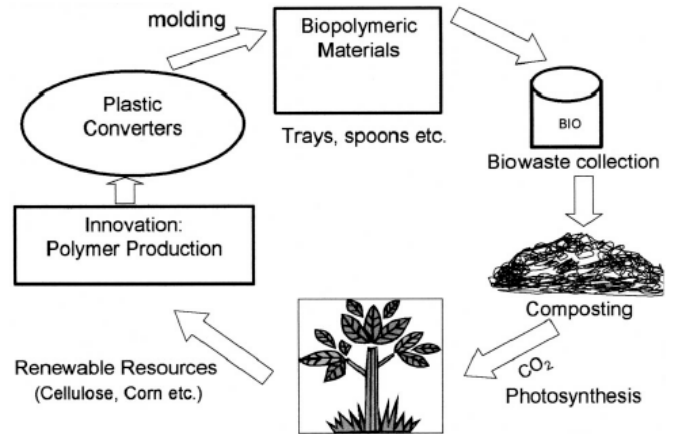 molding
Biopolymeric
Materials
Plastic
Converters
BIO
Trays, spoons etc.
Biowaste collection
Innovation:
Polymer Production
Composting
CO₂
Renewable Resources
(Cellulose, Corn etc.)
Photosynthesis